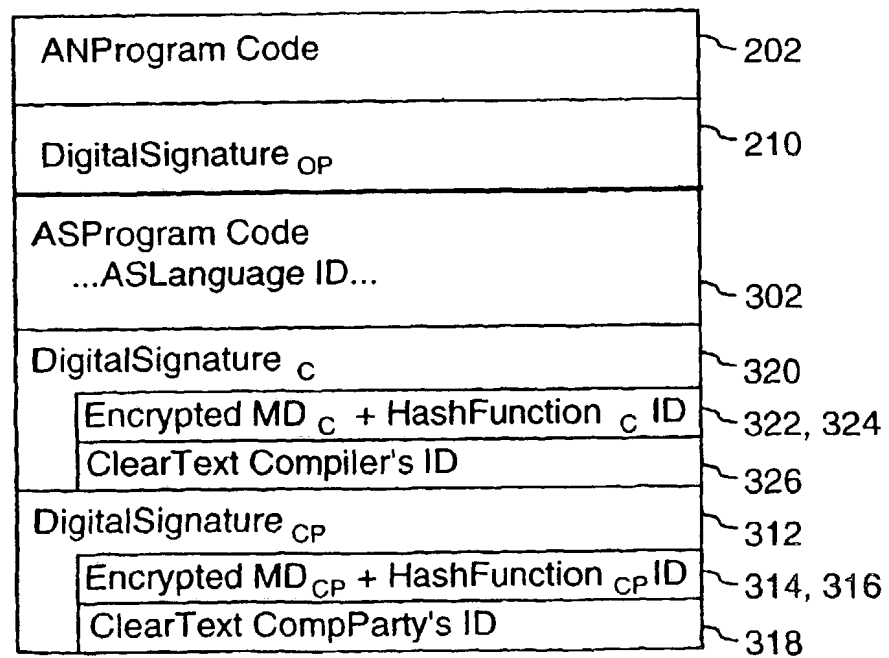 ANProgram Code 202
DigitalSignature OP 210
ASProgram Code
...ASLanguage ID... 302
DigitalSignature C 320
Encrypted MD C + HashFunction C ID 322, 324
ClearText Compiler's ID 326
DigitalSignature CP 312
Encrypted MD CP + HashFunction CP ID 314, 316
ClearText CompParty's ID 318